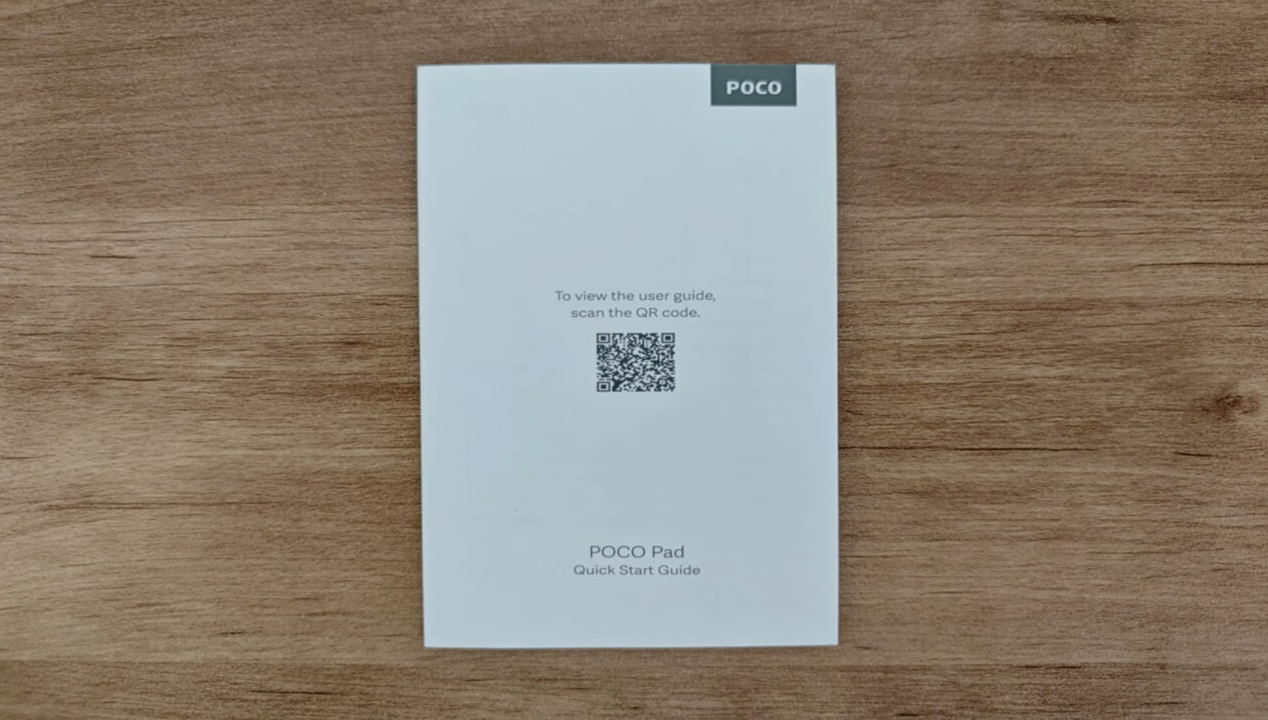 POCO
To view the user guide,
scan the QR code.
POCO Pad
Quick Start Guide